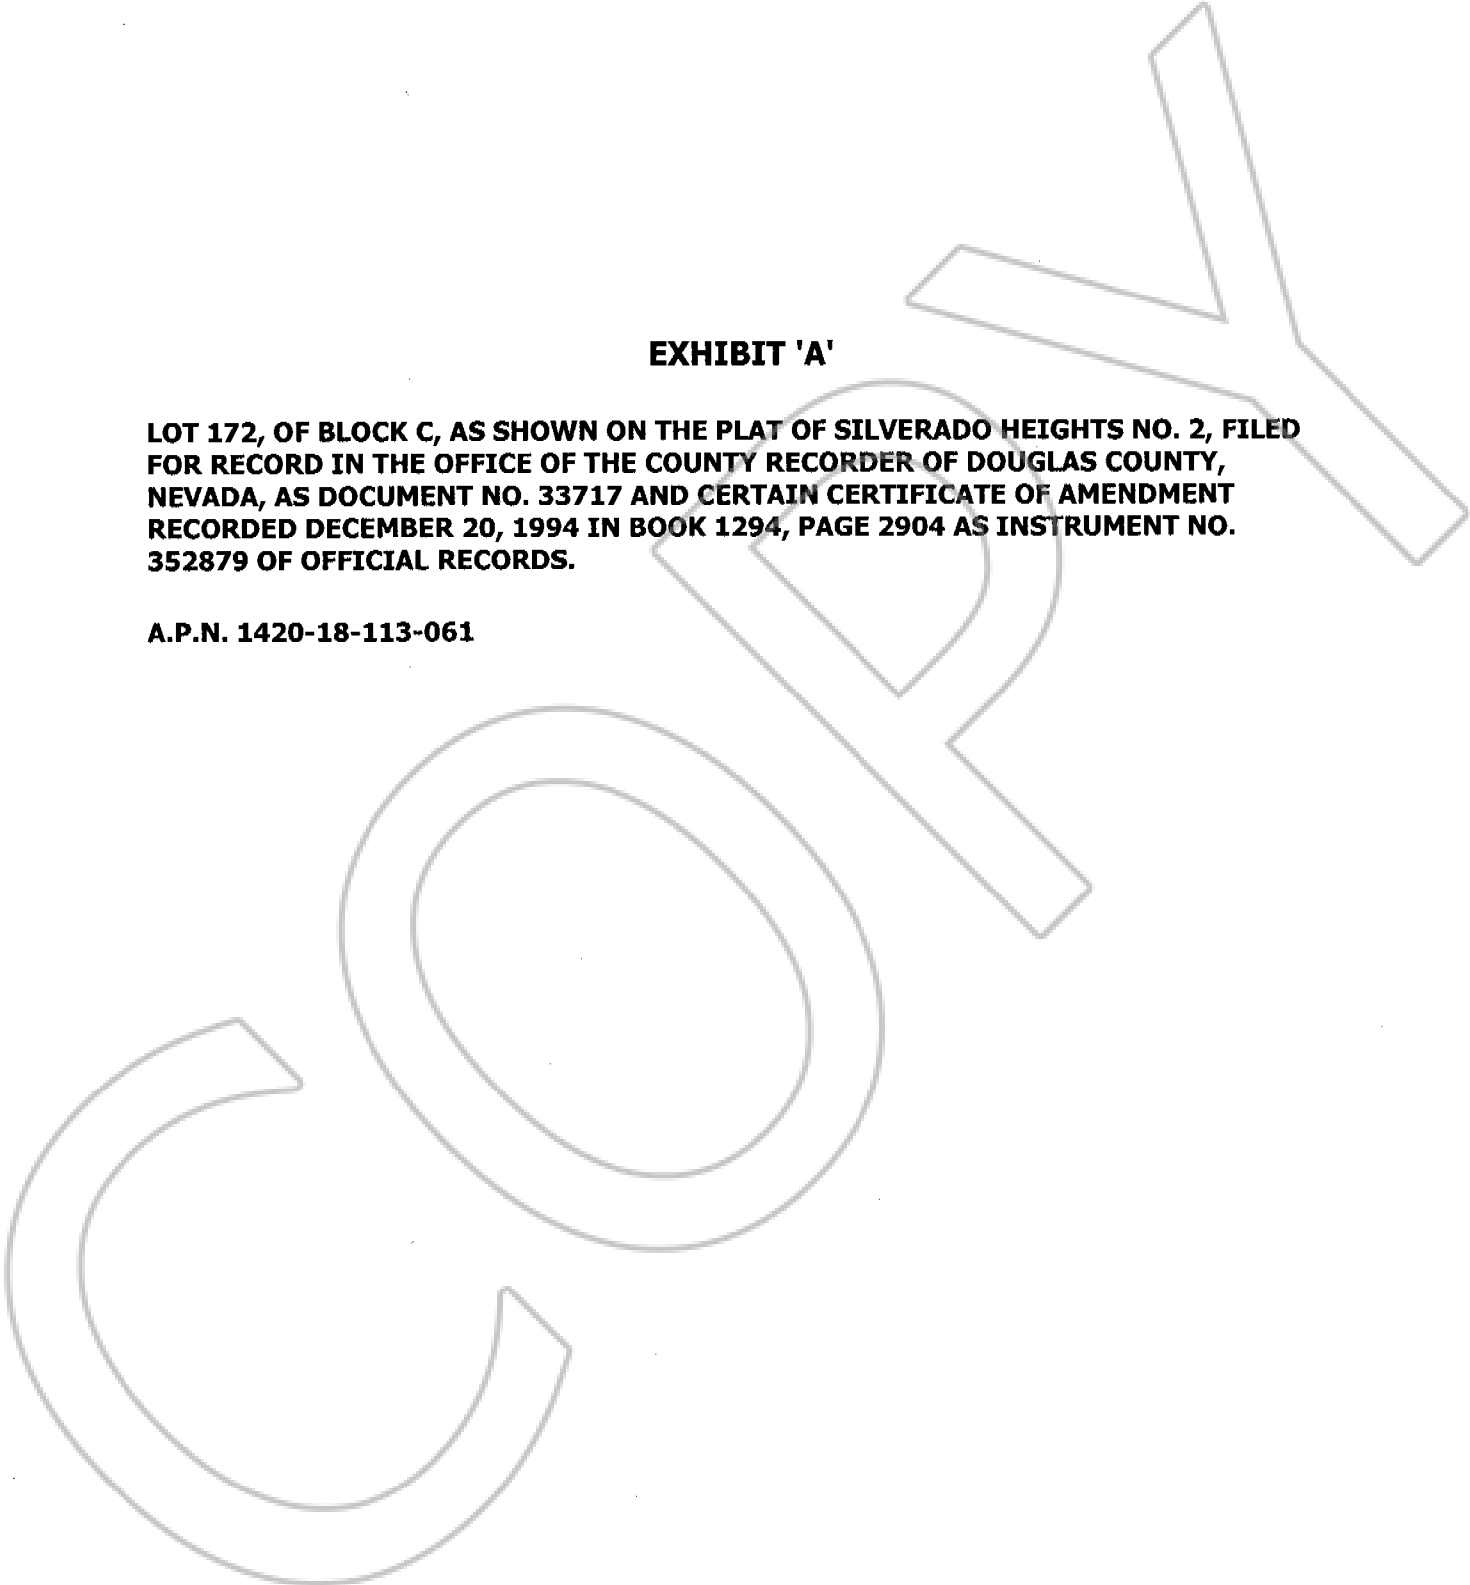 EXHIBIT 'A'
LOT 172, OF BLOCK C, AS SHOWN ON THE PLAT OF SILVERADO HEIGHTS NO. 2, FILED
FOR RECORD IN THE OFFICE OF THE COUNTY RECORDER OF DOUGLAS COUNTY,
NEVADA, AS DOCUMENT NO. 33717 AND CERTAIN CERTIFICATE OF AMENDMENT
RECORDED DECEMBER 20, 1994 IN BOOK 1294, PAGE 2904 AS INSTRUMENT NO.
352879 OF OFFICIAL RECORDS.
A.P.N. 1420-18-113-061
COPY